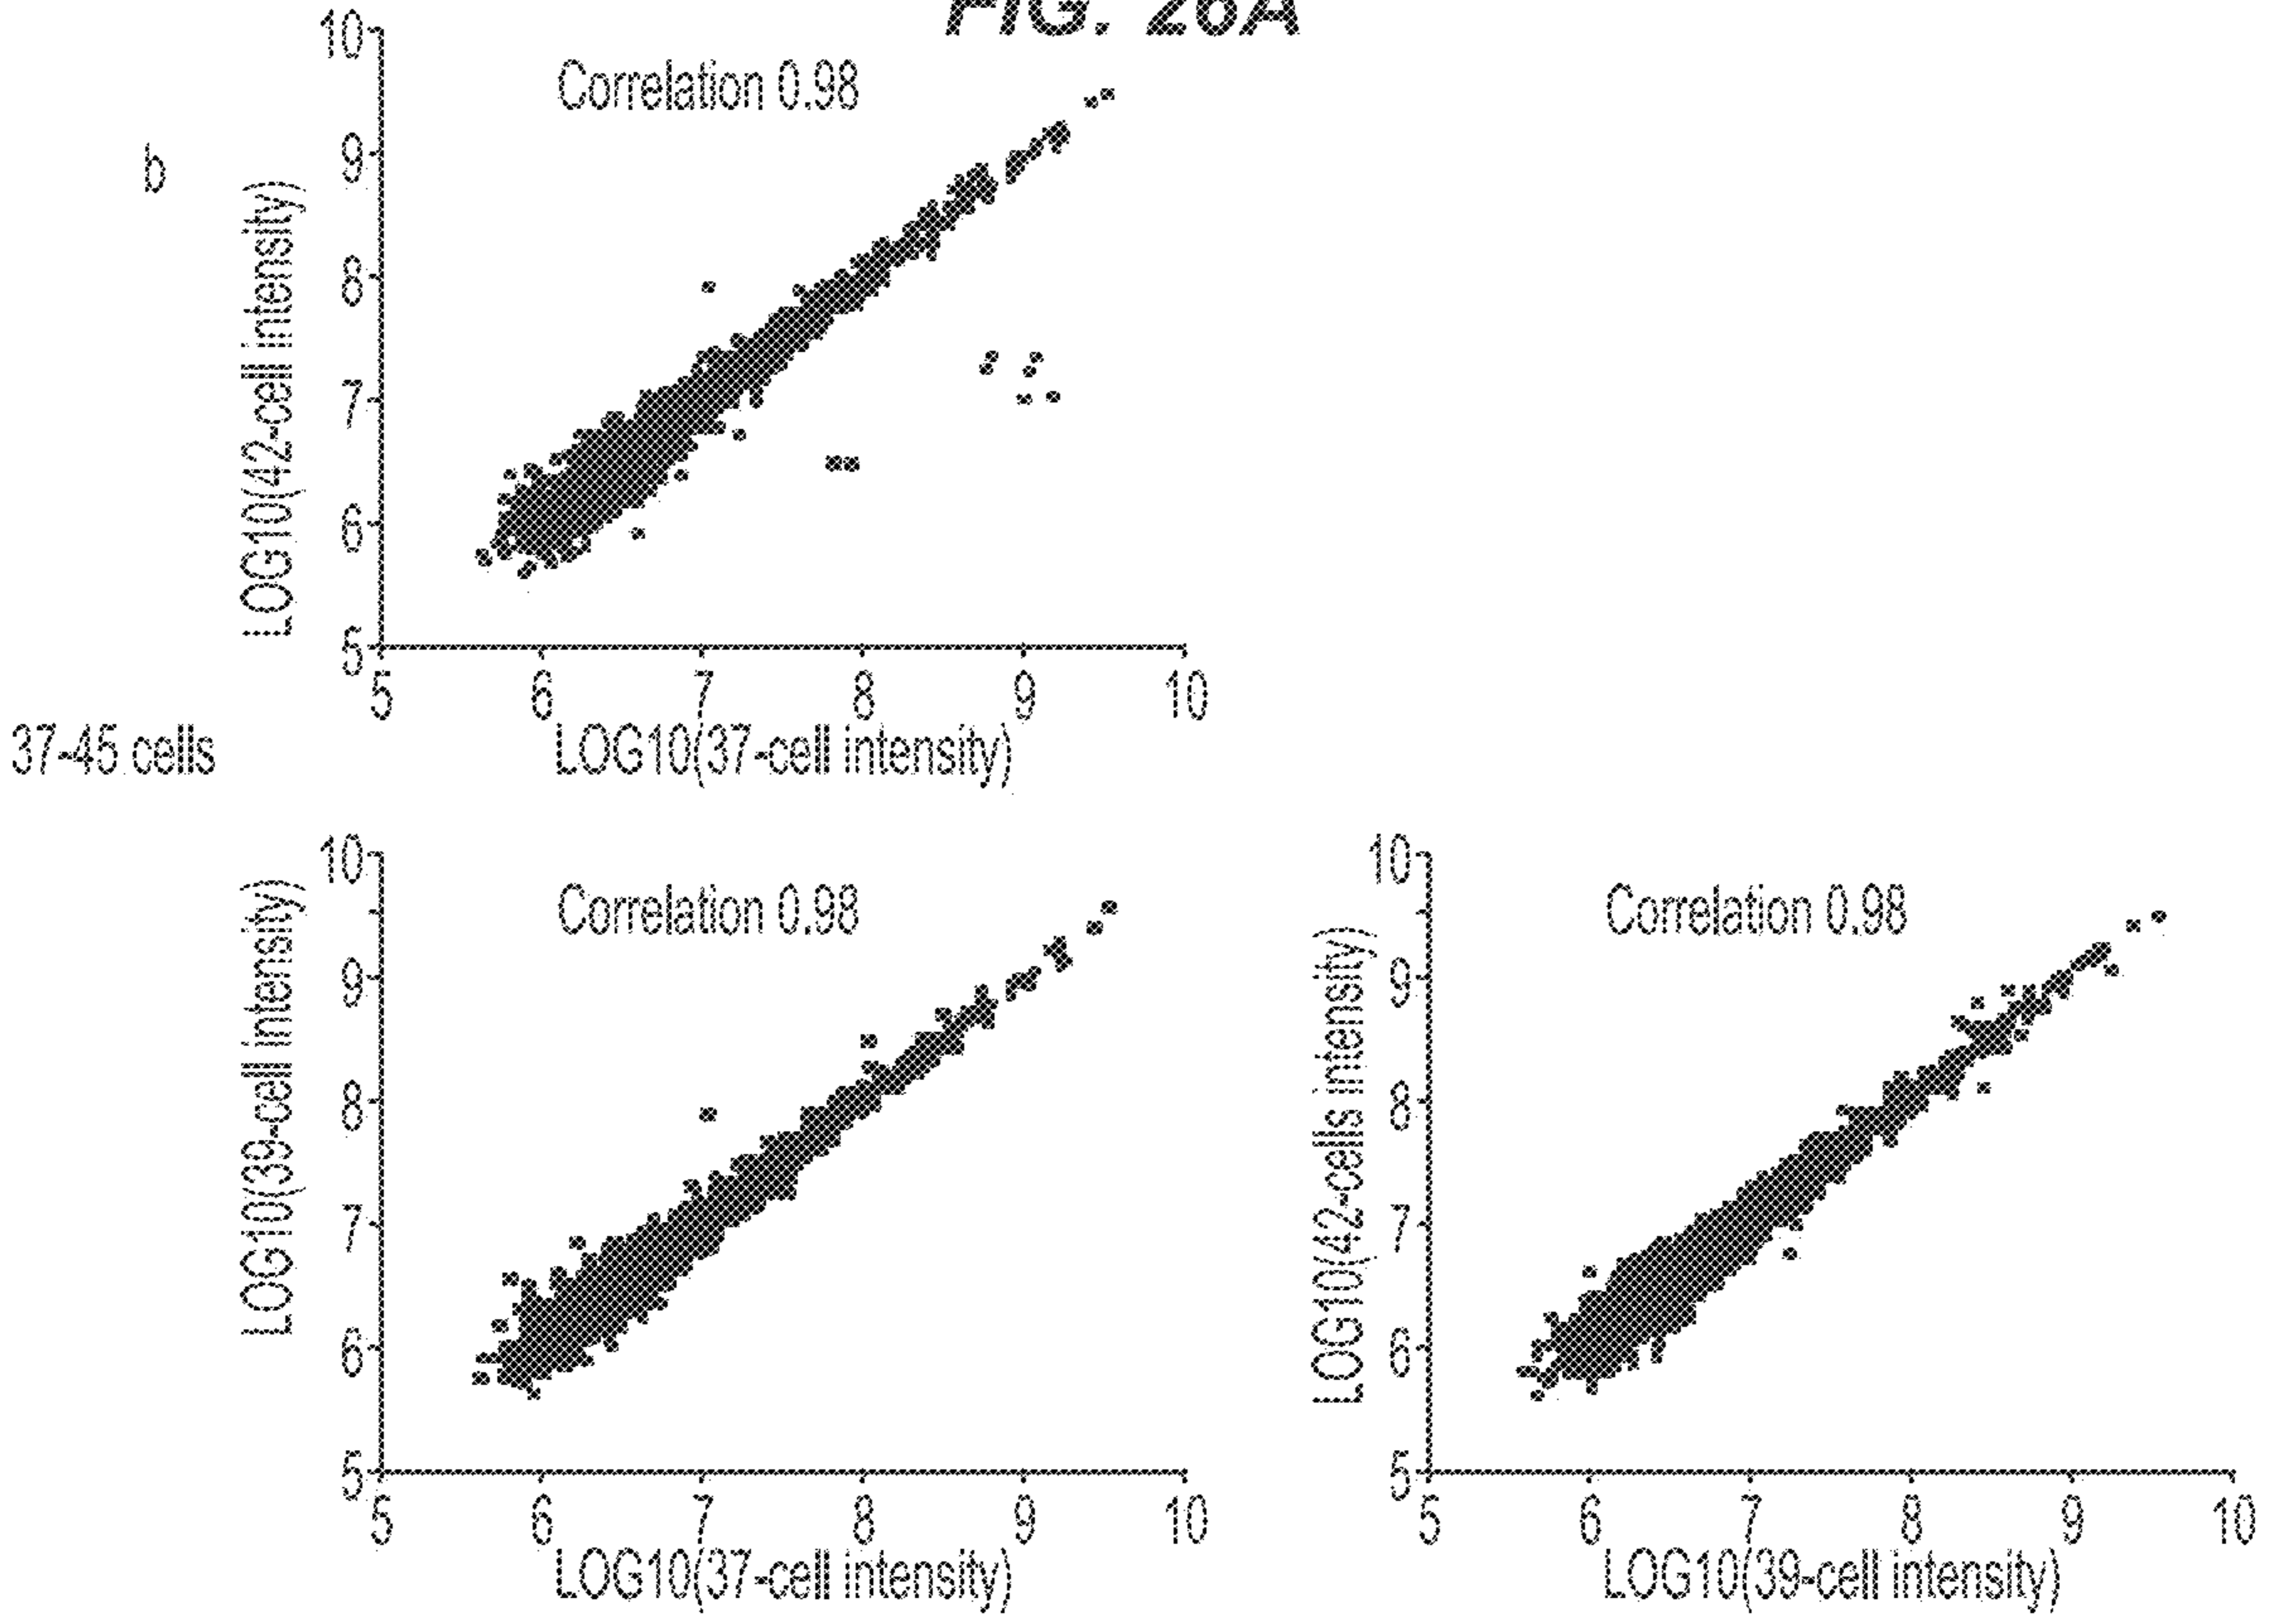 FIG. 26A
b
37-45 cells
Correlation 0.98
LOG10(42-cell intensity)
10
9
8
7
6
5
5 6 7 8 9 10
LOG10(37-cell intensity)
Correlation 0.98
LOG10(39-cell intensity)
10
9
8
7
6
5
5 6 7 8 9 10
LOG10(37-cell intensity)
Correlation 0.98
LOG10(42-cells intensity)
10
9
8
7
6
5
5 6 7 8 9 10
LOG10(39-cell intensity)